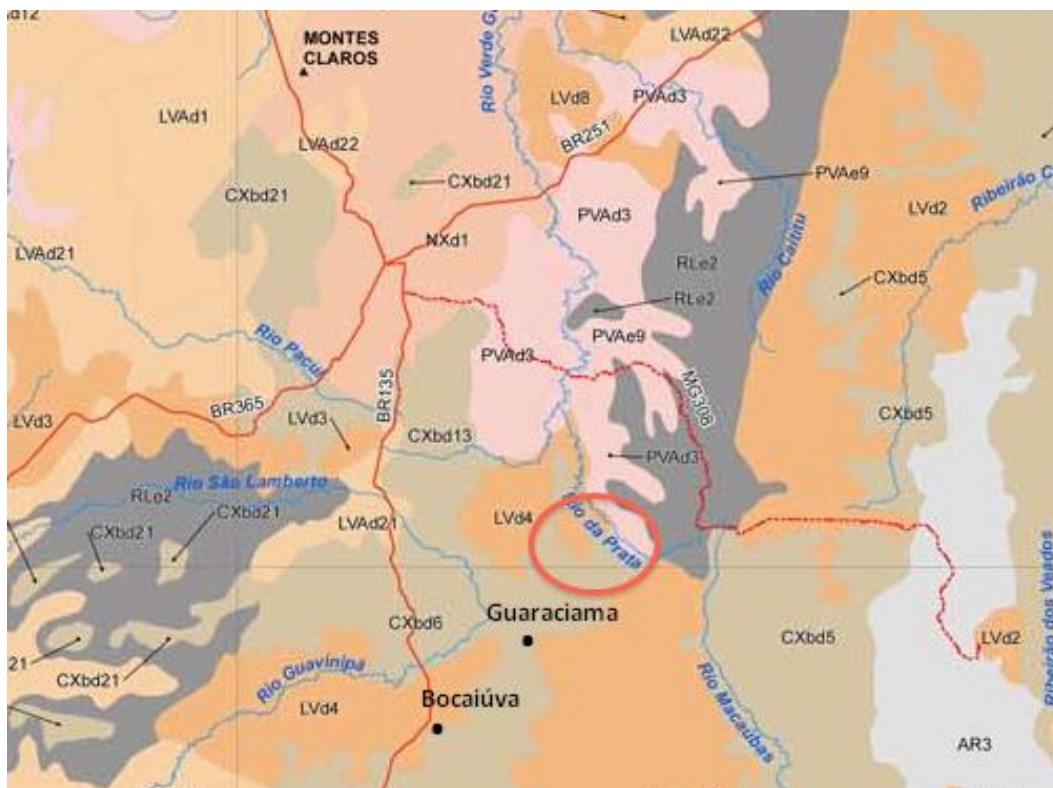 LVAd22
MONTES
CLAROS
Rio Verde G
LVd8
PVAd3
LVAd1
LVAd22
BR251
CXbd21
CXbd21
PVAe9
Ribeirão C
PVAd3
LVd2
NXd1
LVAd21
RLe2
Rio Caititu
CXbd5
RLe2
Rio Pacuí
PVAd3
PVAe9
BR365
BR135
MG308
LVd3
LVd3
CXbd13
CXbd5
PVAd3
RLe2
Rio São Lamberto
CXbd21
LVd4
CXbd21
LVAd21
Rio da Prata
Guaraciama
CXbd6
CXbd5
LVd2
Ribeirão dos Veados
21
CXbd21
Rio Guavinipa
LVd4
Bocaiúva
Rio Macaúbas
AR3